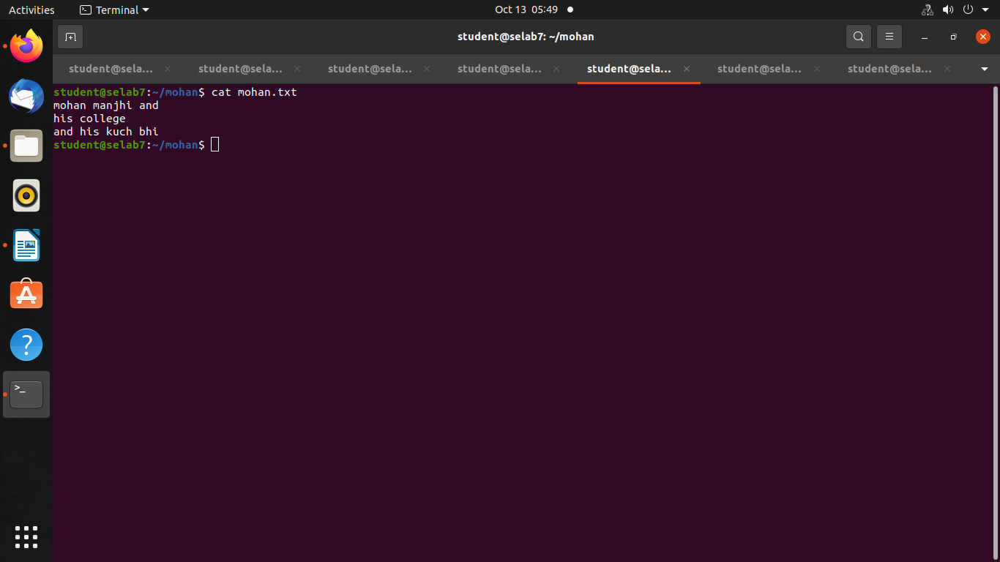 Activities
Terminal
Oct 13 05:49
student@selab7: ~/mohan
student@sela...
student@sela...
student@sela...
student@sela...
student@sela...
student@sela...
student@sela...
student@selab7:~/mohan$ cat mohan.txt
mohan manjhi and
his college
and his kuch bhi
student@selab7:~/mohan$